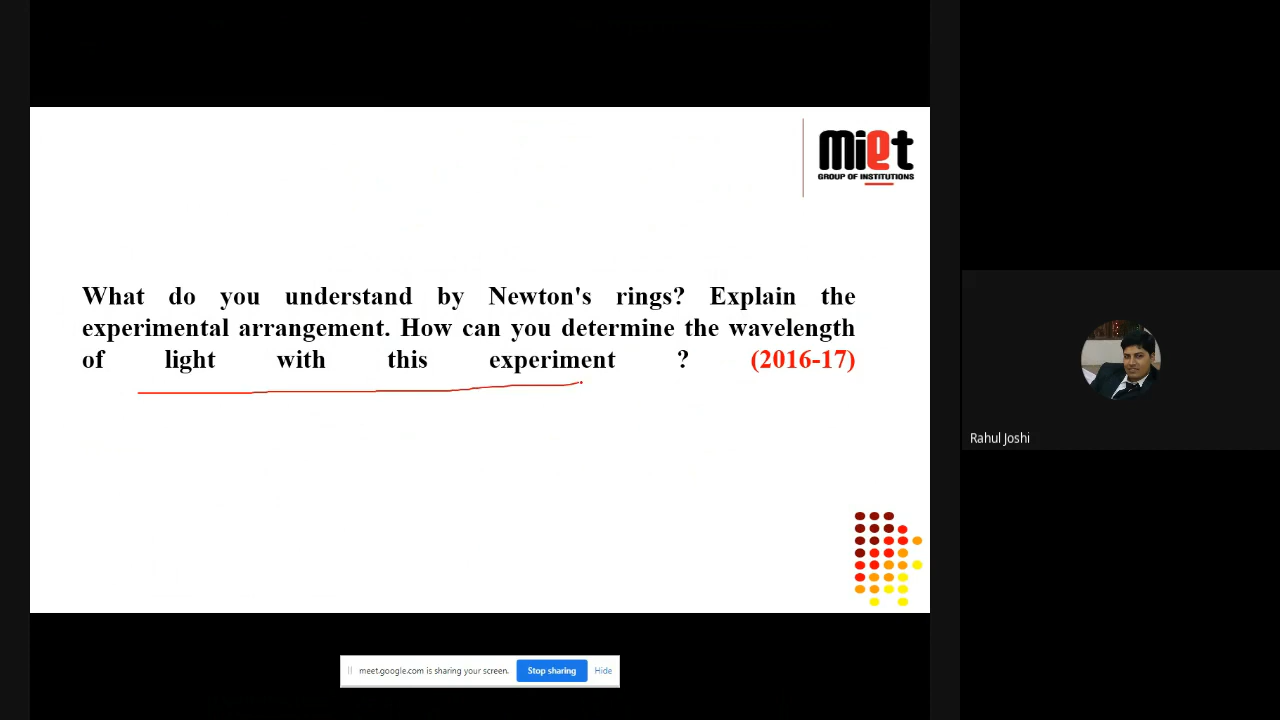 miet
GROUP OF INSTITUTIONS
What do you understand by Newton's rings? Explain the
experimental arrangement. How can you determine the wavelength
of light with this experiment ? (2016-17)
Rahul Joshi
meet.google.com is sharing your screen. Stop sharing Hide